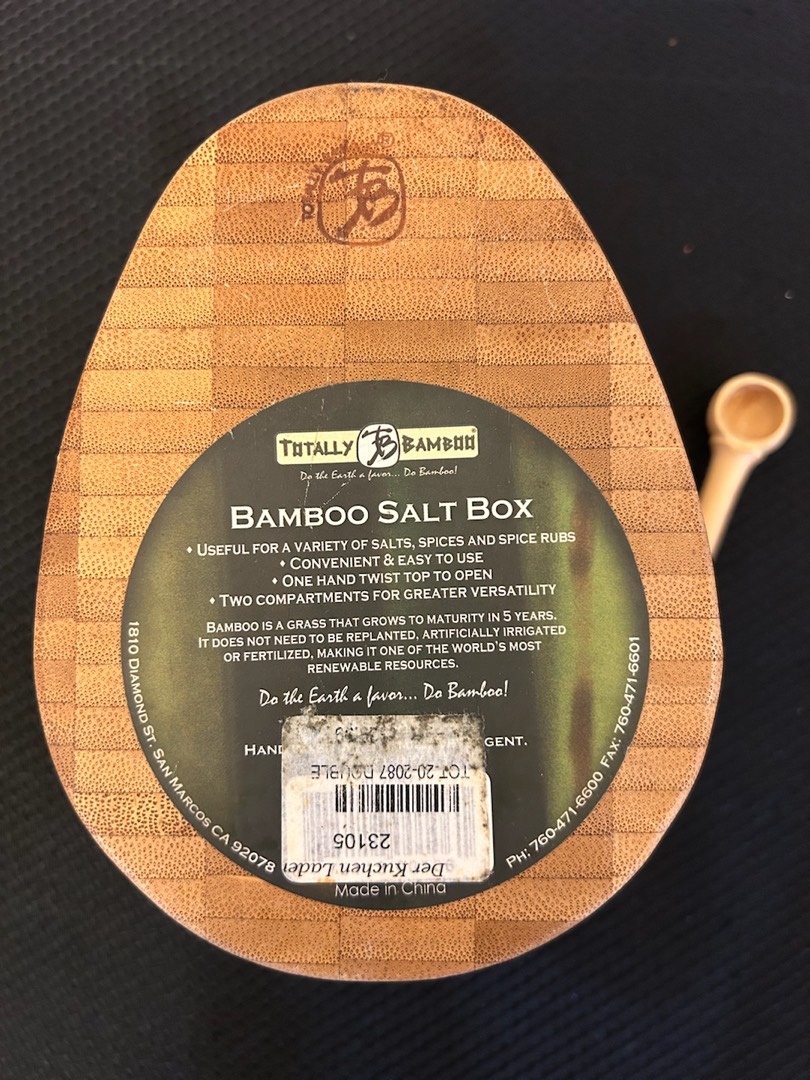 TOTALLY TB BAMBOO®
Do the Earth a favor... Do Bamboo!
BAMBOO SALT BOX
♦ USEFUL FOR A VARIETY OF SALTS, SPICES AND SPICE RUBS
♦ CONVENIENT & EASY TO USE
♦ ONE HAND TWIST TOP TO OPEN
♦ TWO COMPARTMENTS FOR GREATER VERSATILITY
BAMBOO IS A GRASS THAT GROWS TO MATURITY IN 5 YEARS.
IT DOES NOT NEED TO BE REPLANTED, ARTIFICIALLY IRRIGATED
OR FERTILIZED, MAKING IT ONE OF THE WORLD'S MOST
RENEWABLE RESOURCES.
Do the Earth a favor... Do Bamboo!
1810 DIAMOND ST. SAN MARCOS CA 92078
PH: 760-471-6600 FAX: 760-471-6601
Der Kuchen Lader
23105
TOT.20-2087 DOUBLE
Made in China